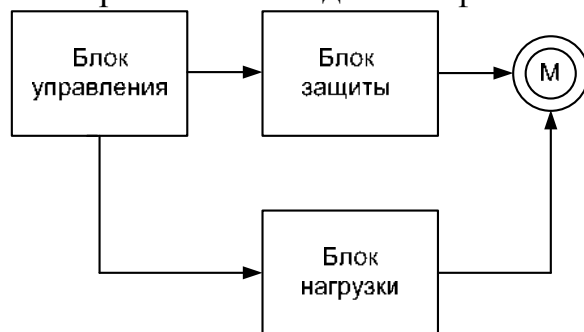 Блок
управления
Блок
защиты
М
Блок
нагрузки